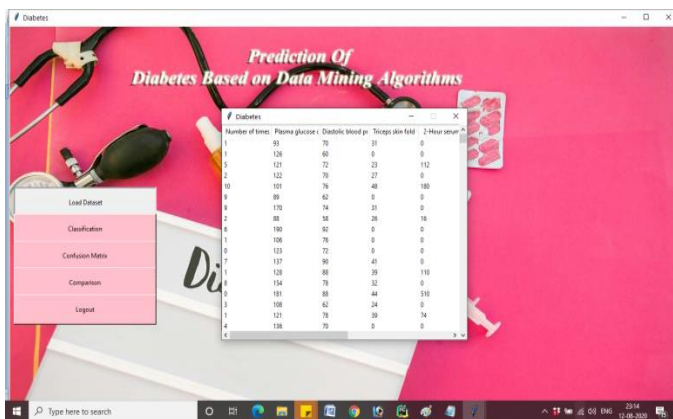 Diabetes
Prediction Of
Diabetes Based on Data Mining Algorithms
Diabetes
Number of times Plasma glucose c Diastolic blood pr Triceps skin fold 2-Hour serum
1 93 70 31 0
1 126 60 0 0
5 121 72 23 112
2 122 70 27 0
10 101 76 48 180
9 89 62 0 0
9 170 74 31 0
2 88 58 26 16
8 190 92 0 0
1 106 76 0 0
0 123 72 0 0
7 137 90 41 0
1 128 88 39 110
8 154 78 32 0
0 181 88 44 510
3 108 62 24 0
1 121 78 39 74
4 136 70 0 0
Load Dataset
Classification
Confusion Matrix
Comparison
Logout
Di
Type here to search
ENG
23:14
12-08-2020